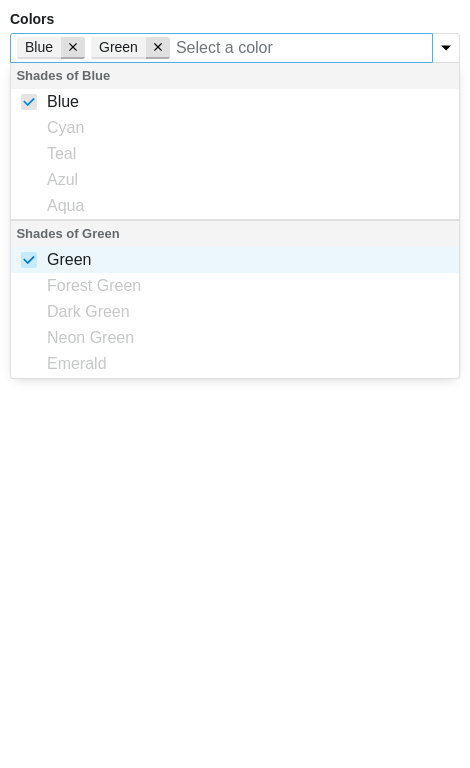 Colors
Blue ✕ Green ✕ Select a color
Shades of Blue
Blue
Cyan
Teal
Azul
Aqua
Shades of Green
Green
Forest Green
Dark Green
Neon Green
Emerald